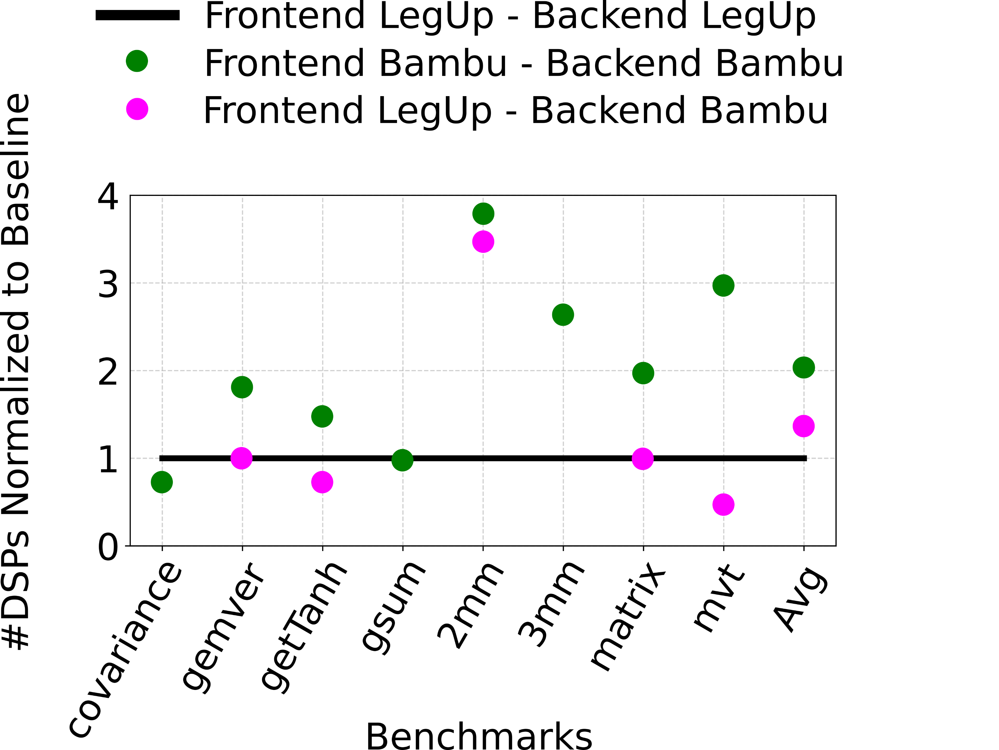 Frontend LegUp - Backend LegUp
Frontend Bambu - Backend Bambu
Frontend LegUp - Backend Bambu
#DSPs Normalized to Baseline
4
3
2
1
0
covariance
gemver
getTanh
gsum
2mm
3mm
matrix
mvt
Avg
Benchmarks